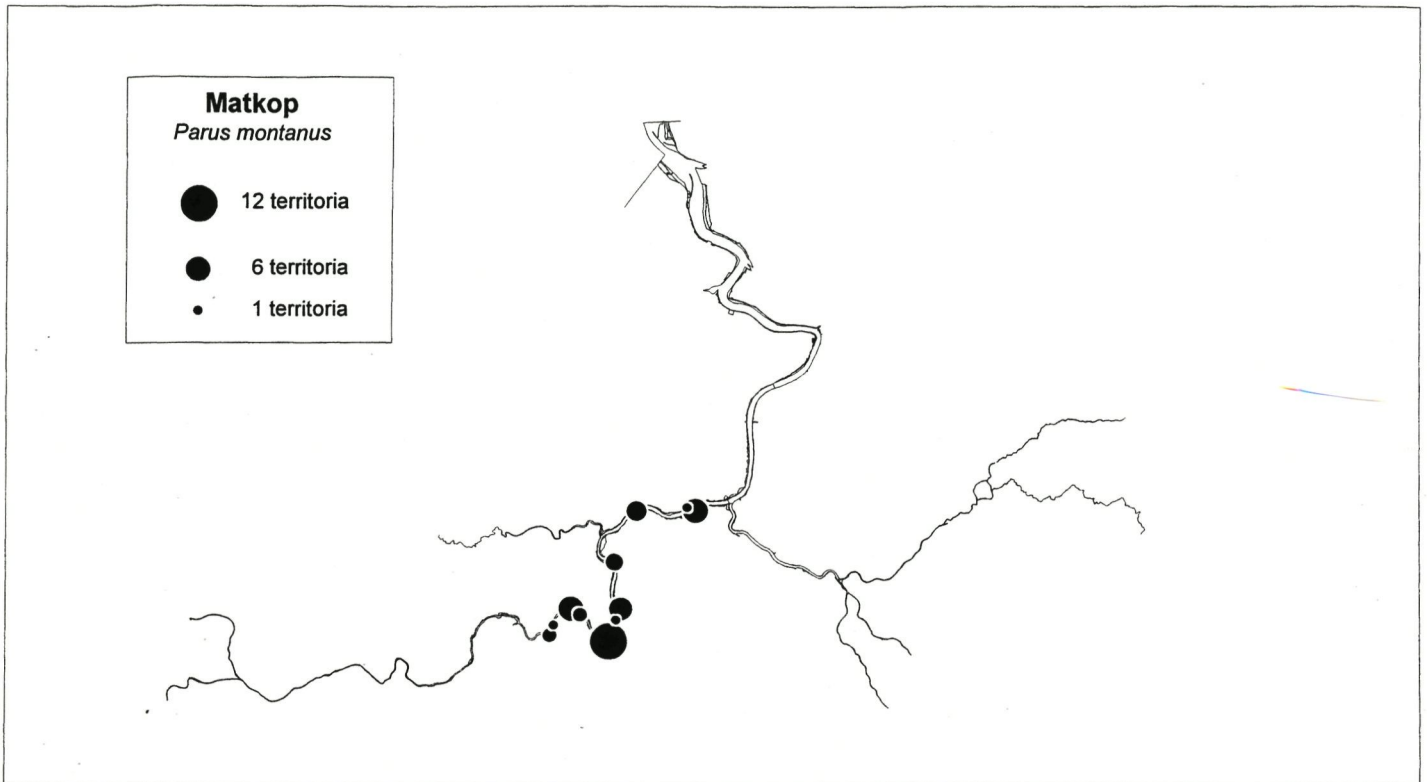 Matkop
Parus montanus
12 territoria
6 territoria
1 territoria